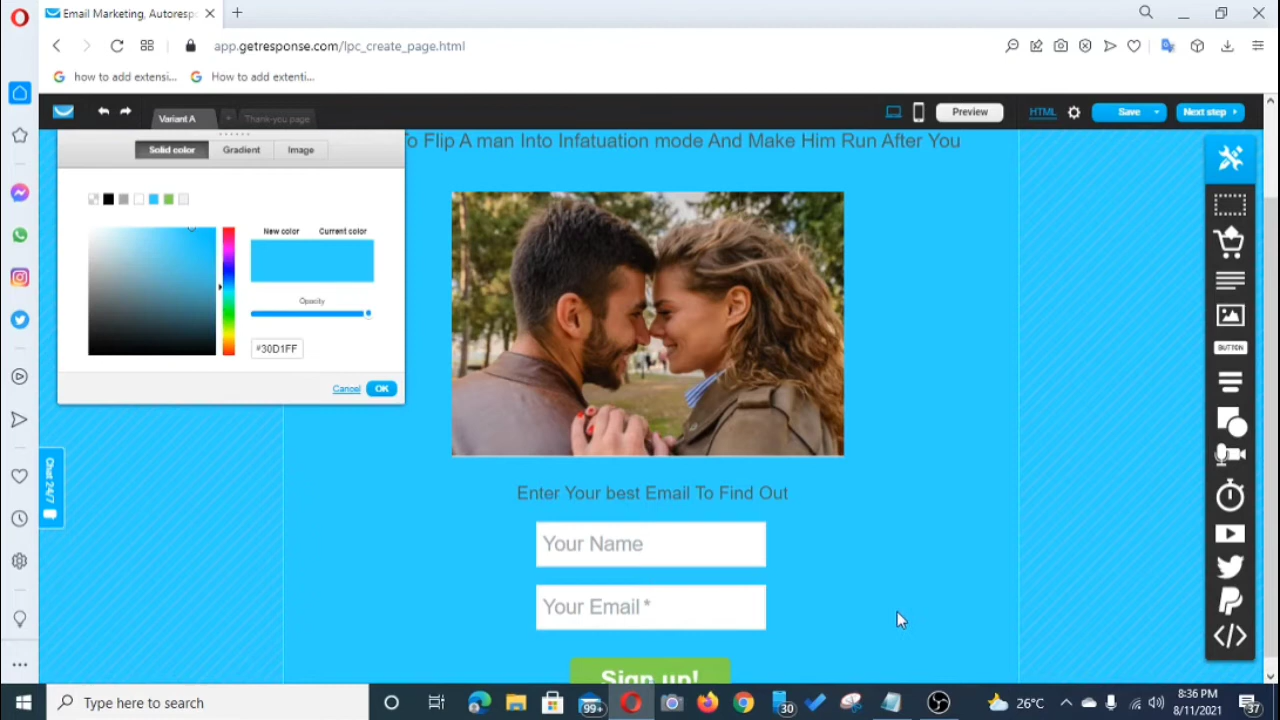 Email Marketing, Autoresp
app.getresponse.com/lpc_create_page.html
how to add extensi...
How to add extenti...
Variant A
+
Thank-you page
Preview
HTML
Save
Next step
Solid color
Gradient
Image
o Flip A man Into Infatuation mode And Make Him Run After You
New color
Current color
Opacity
#30D1FF
Cancel
OK
BUTTON
Chat 24/7
Enter Your best Email To Find Out
Your Name
Your Email *
Sign up!
Type here to search
99+
30
26°C
8:36 PM
8/11/2021
37